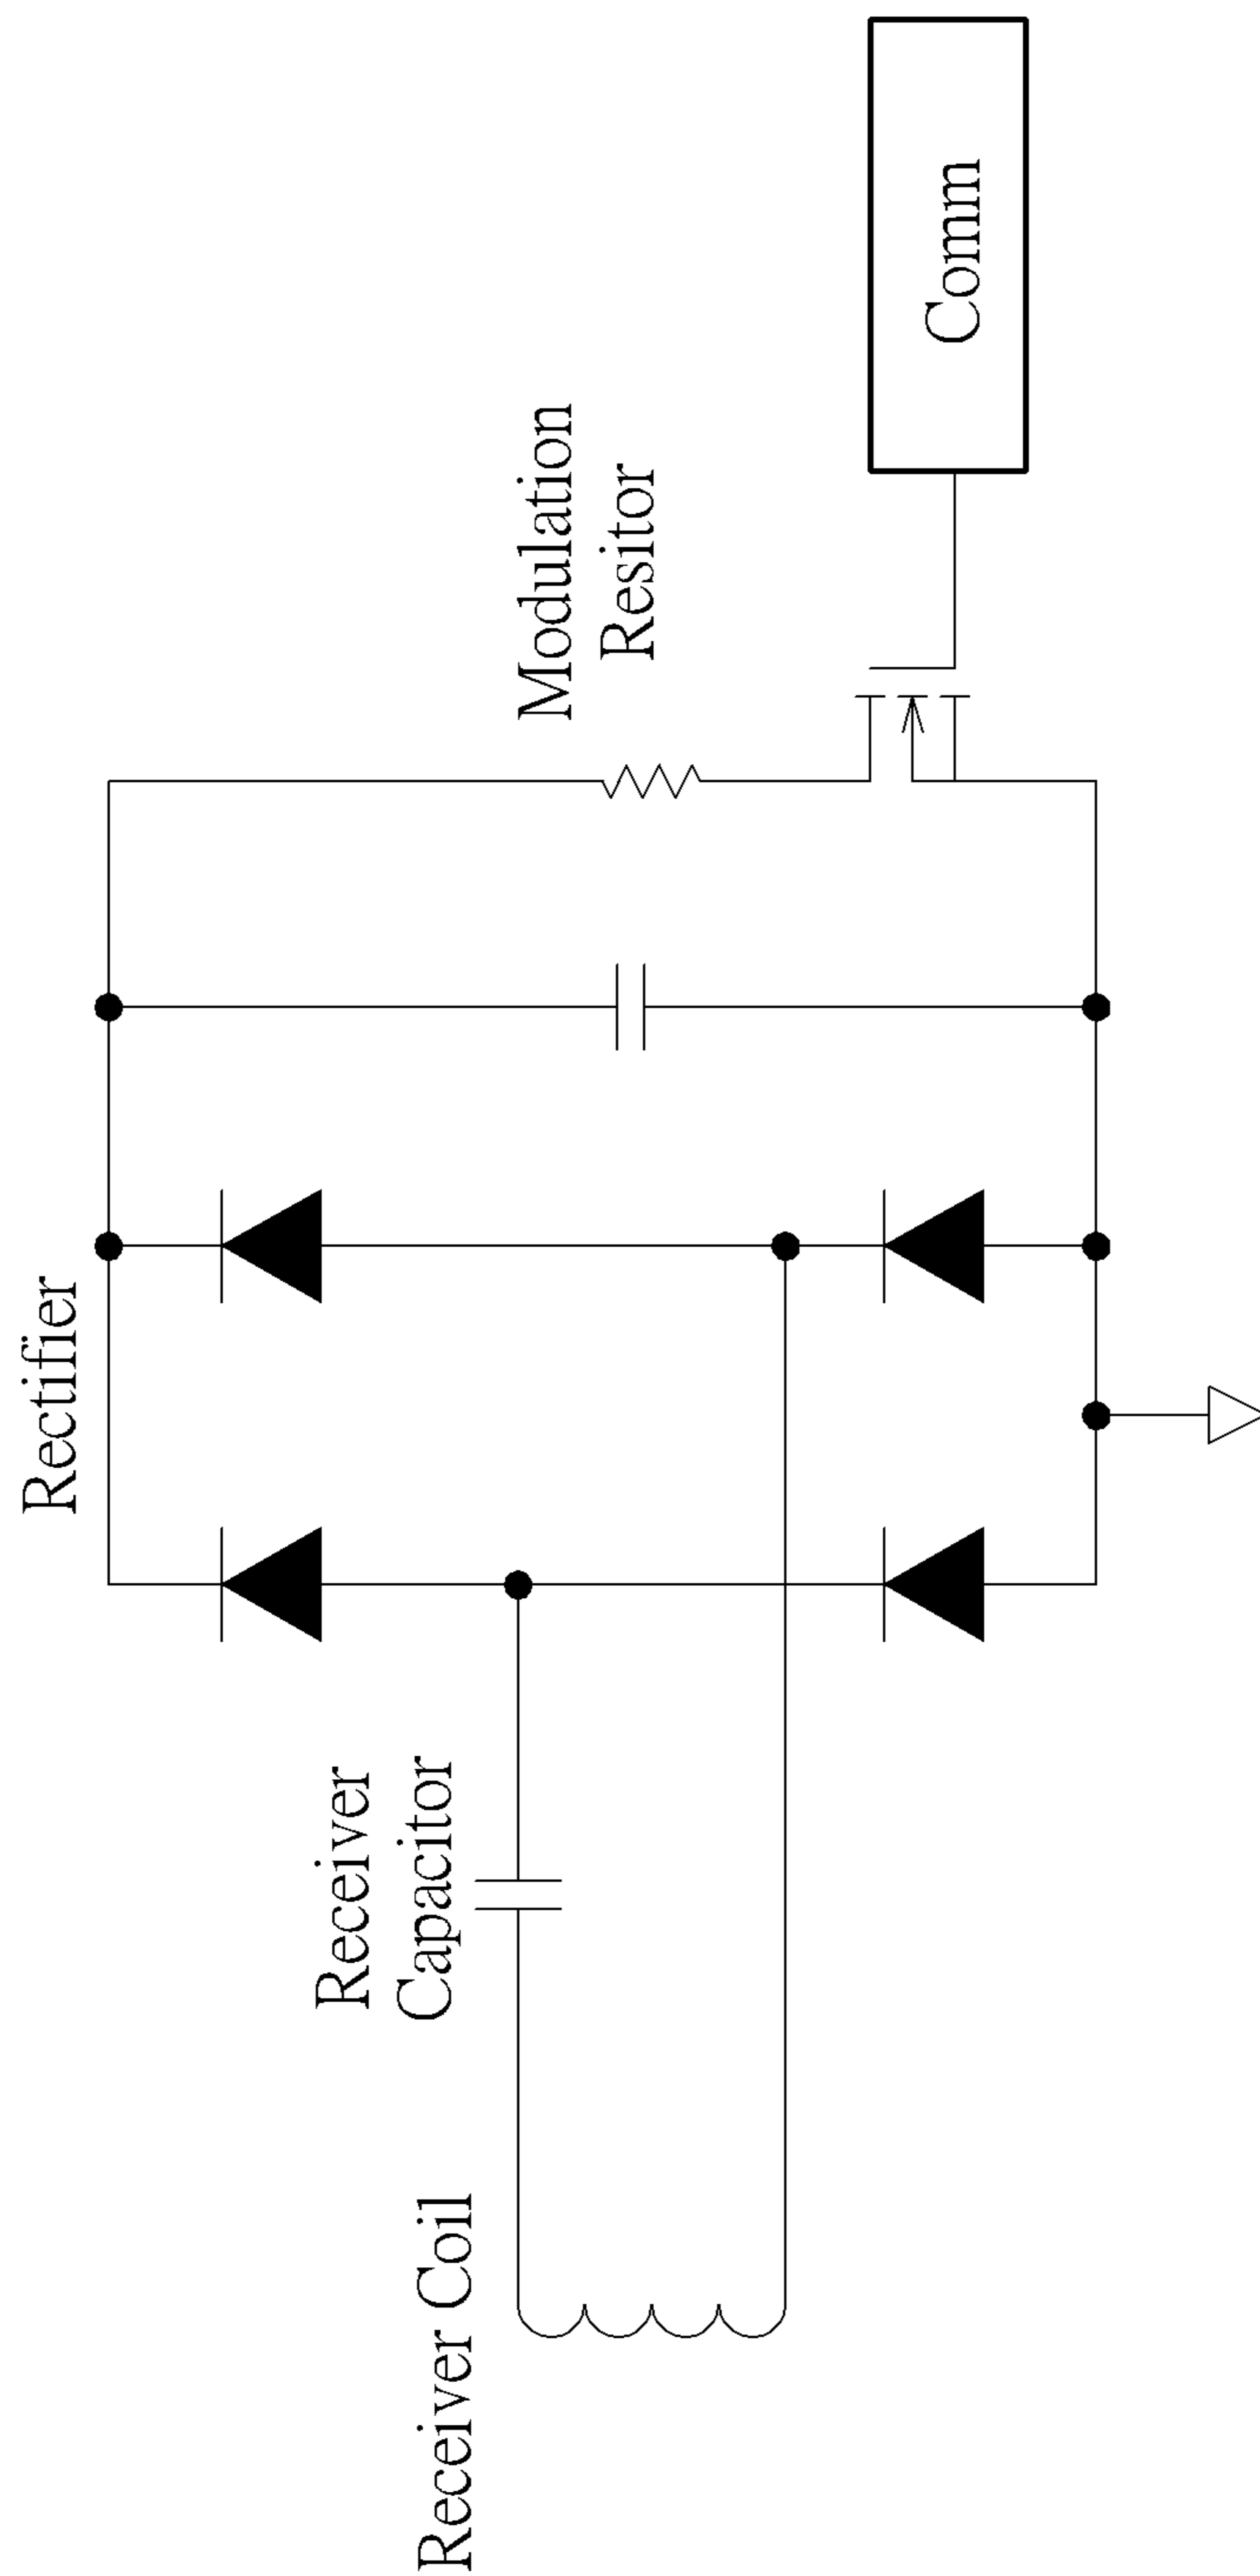 Receiver Coil
Receiver
Capacitor
Rectifier
Modulation
Resitor
Comm